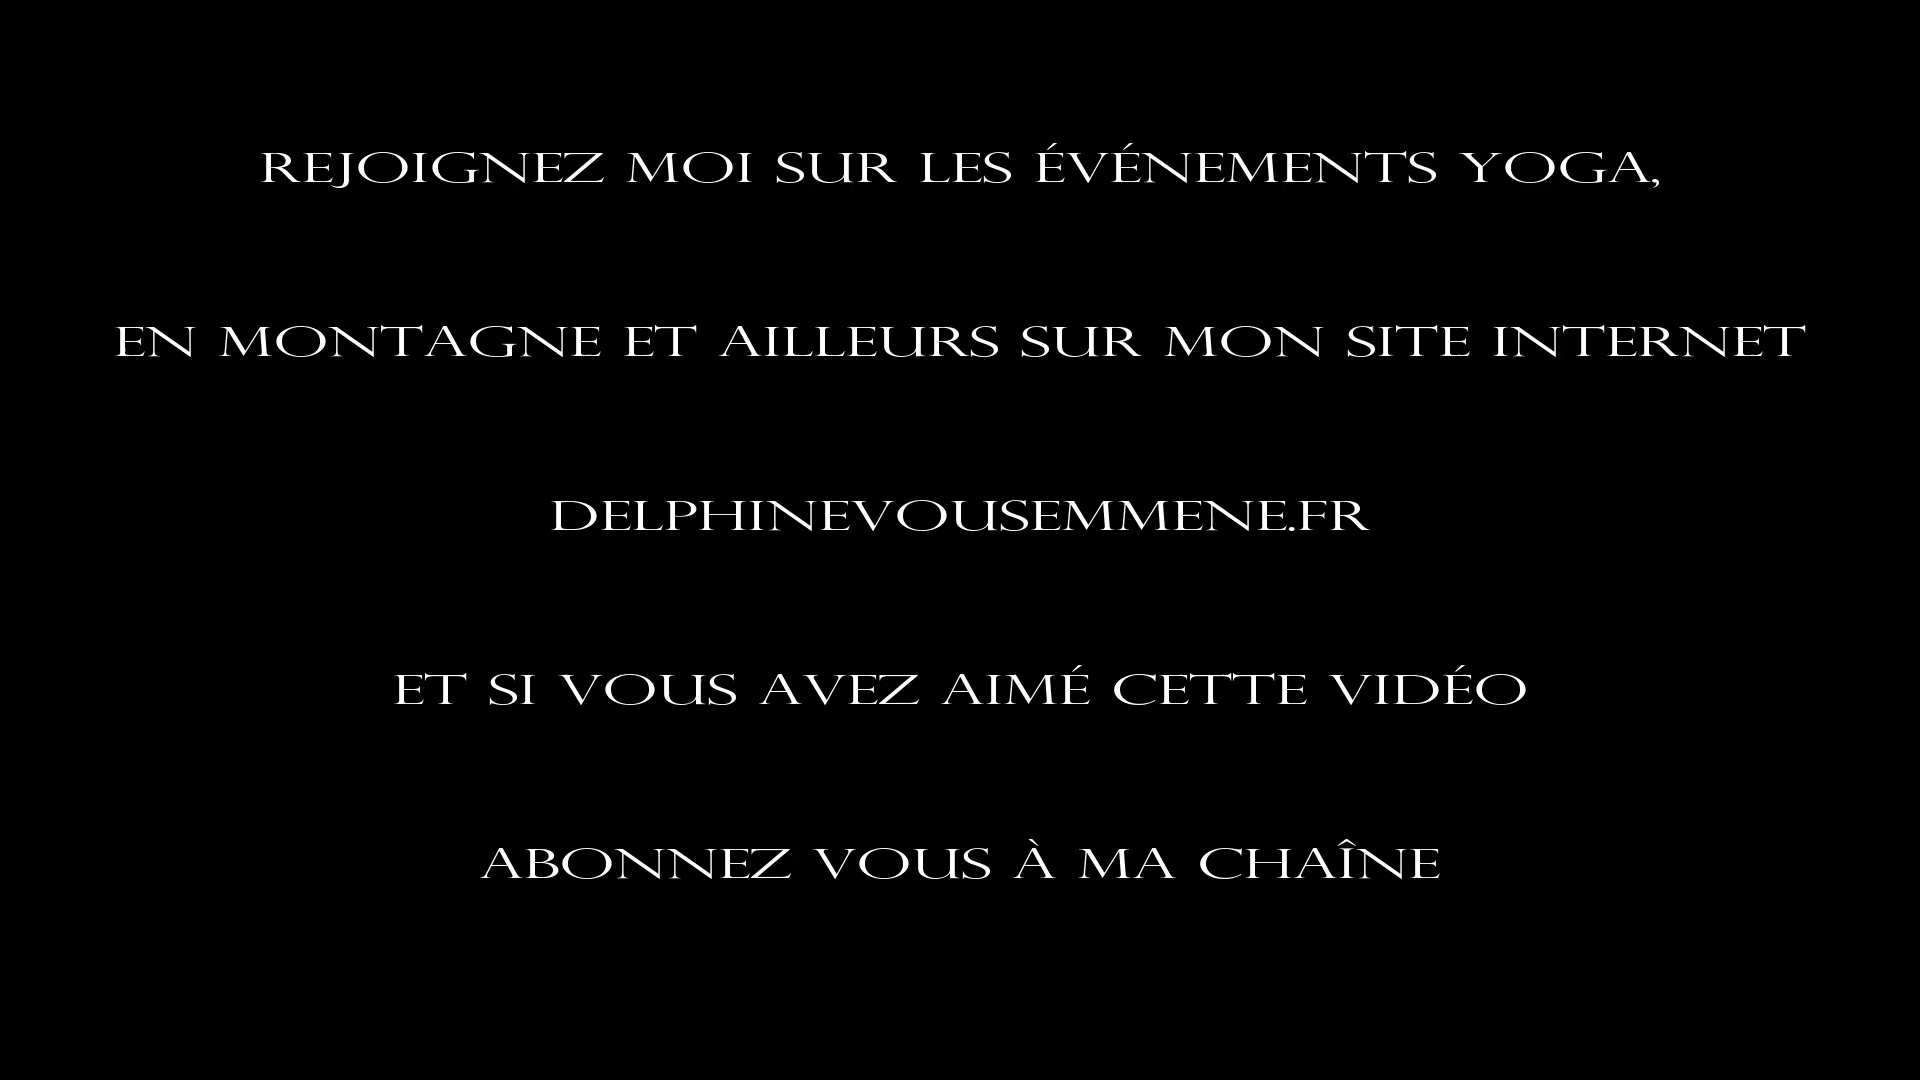 REJOIGNEZ MOI SUR LES ÉVÉNEMENTS YOGA,
EN MONTAGNE ET AILLEURS SUR MON SITE INTERNET
DELPHINEVOUSEMMENE.FR
ET SI VOUS AVEZ AIMÉ CETTE VIDÉO
ABONNEZ VOUS À MA CHAÎNE